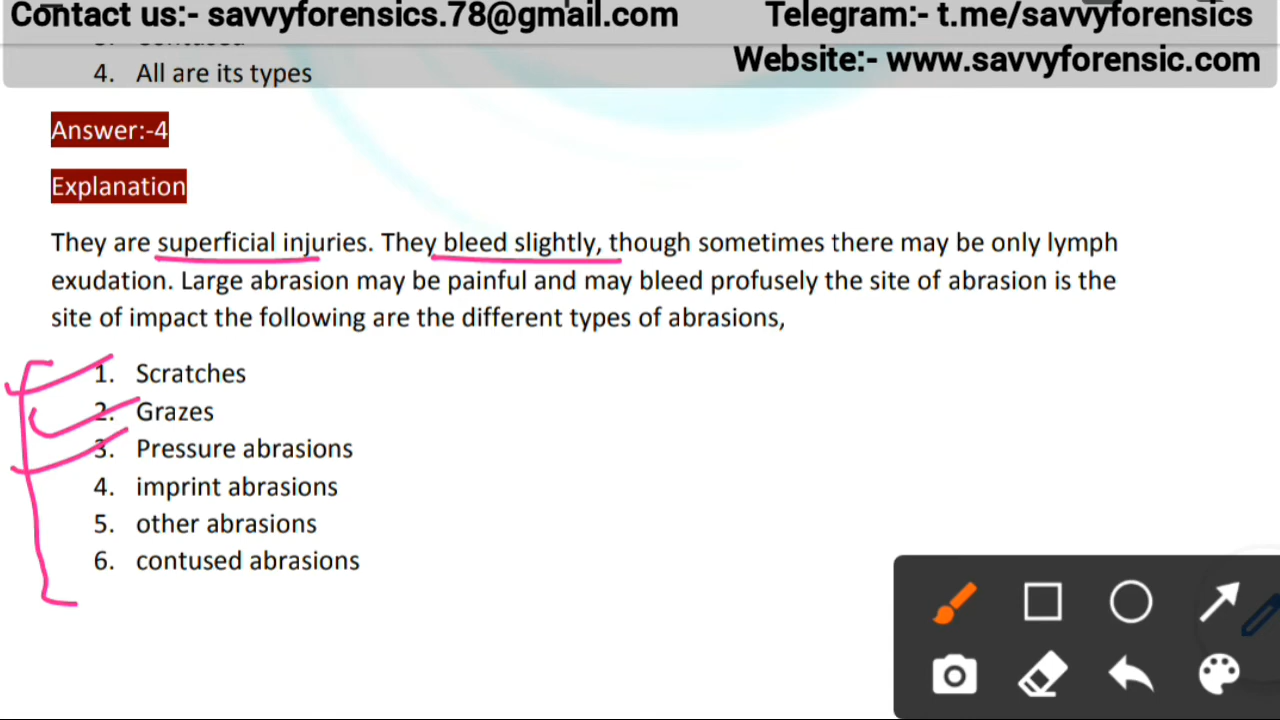 Contact us:- savvyforensics.78@gmail.com
Telegram:- t.me/savvyforensics
Website:- www.savvyforensic.com
3. Contused
4. All are its types
Answer:-4
Explanation
They are superficial injuries. They bleed slightly, though sometimes there may be only lymph
exudation. Large abrasion may be painful and may bleed profusely the site of abrasion is the
site of impact the following are the different types of abrasions,
1. Scratches
2. Grazes
3. Pressure abrasions
4. imprint abrasions
5. other abrasions
6. contused abrasions